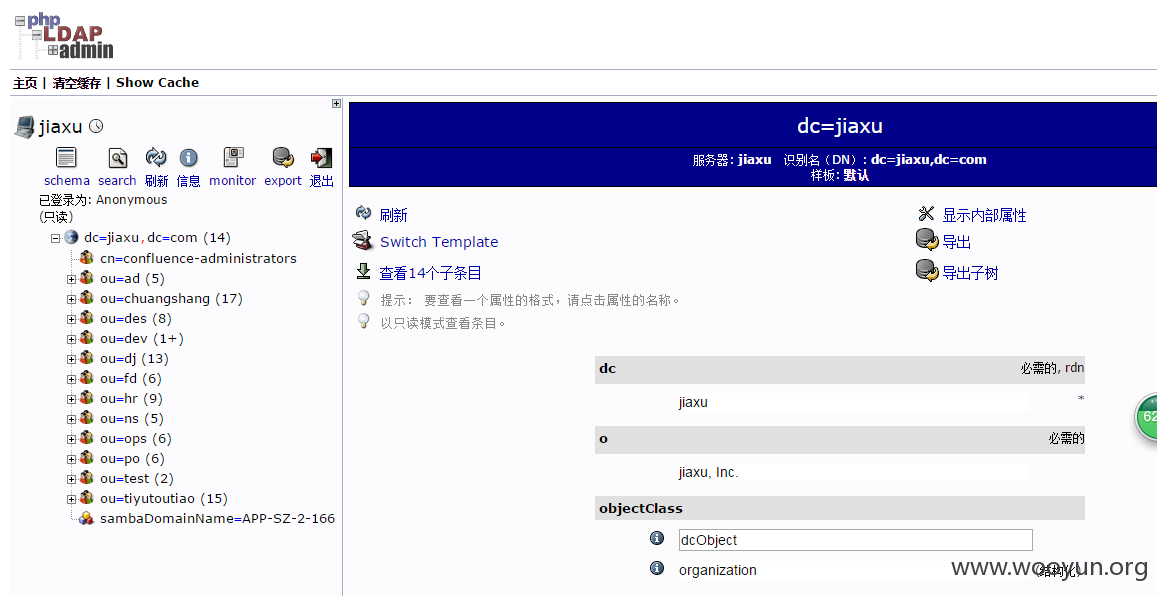 php
LDAP
admin
主页 | 清空缓存 | Show Cache
jiaxu
schema search 刷新 信息 monitor export 退出
已登录为: Anonymous
(只读)
dc=jiaxu,dc=com (14)
cn=confluence-administrators
ou=ad (5)
ou=chuangshang (17)
ou=des (8)
ou=dev (1+)
ou=dj (13)
ou=fd (6)
ou=hr (9)
ou=ns (5)
ou=ops (6)
ou=po (6)
ou=test (2)
ou=tiyutoutiao (15)
sambaDomainName=APP-SZ-2-166
dc=jiaxu
服务器: jiaxu 识别名（DN）: dc=jiaxu,dc=com
样板: 默认
刷新
Switch Template
查看14个子条目
提示： 要查看一个属性的格式，请点击属性的名称。
以只读模式查看条目。
显示内部属性
导出
导出子树
dc 必需的, rdn
jiaxu *
o 必需的
jiaxu, Inc.
objectClass
dcObject
organization (结构化)
www.wooyun.org
62